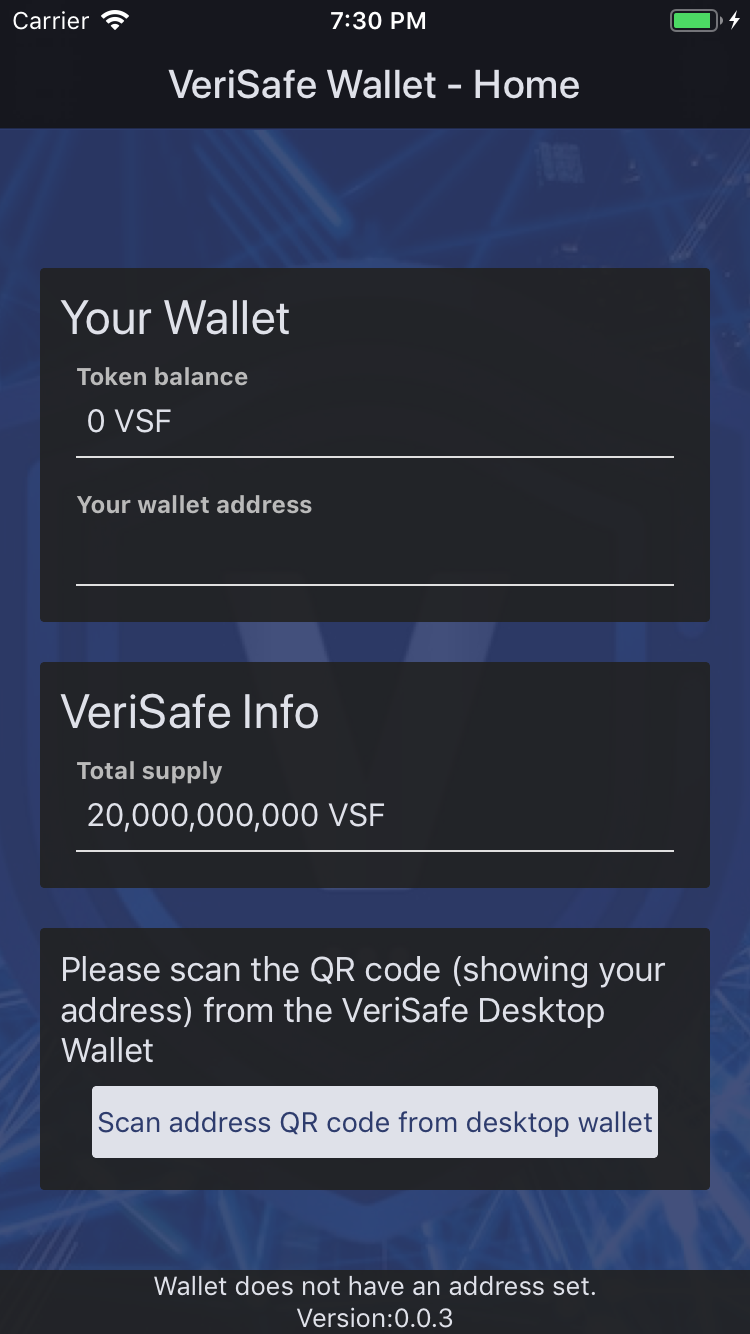 Carrier 7:30 PM
VeriSafe Wallet - Home
Your Wallet
Token balance
0 VSF
Your wallet address
VeriSafe Info
Total supply
20,000,000,000 VSF
Please scan the QR code (showing your
address) from the VeriSafe Desktop
Wallet
Scan address QR code from desktop wallet
Wallet does not have an address set.
Version:0.0.3